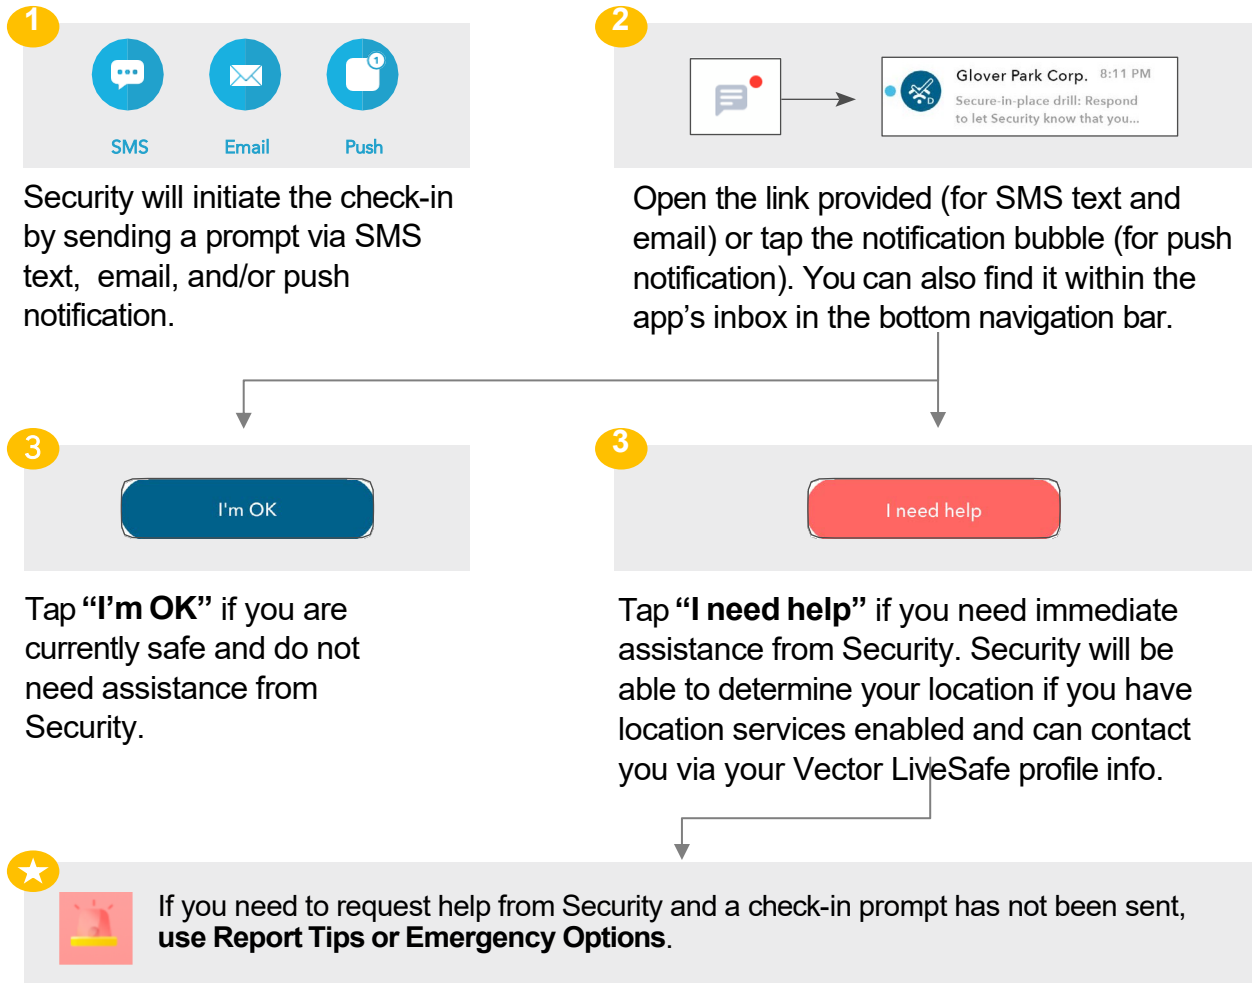 1
1
SMS
Email
Push
Security will initiate the check-in
by sending a prompt via SMS
text, email, and/or push
notification.
2
Glover Park Corp. 8:11 PM
D
Secure-in-place drill: Respond
to let Security know that you...
Open the link provided (for SMS text and
email) or tap the notification bubble (for push
notification). You can also find it within the
app’s inbox in the bottom navigation bar.
3
I'm OK
Tap “I’m OK” if you are
currently safe and do not
need assistance from
Security.
3
I need help
Tap “I need help” if you need immediate
assistance from Security. Security will be
able to determine your location if you have
location services enabled and can contact
you via your Vector LiveSafe profile info.
If you need to request help from Security and a check-in prompt has not been sent,
use Report Tips or Emergency Options.